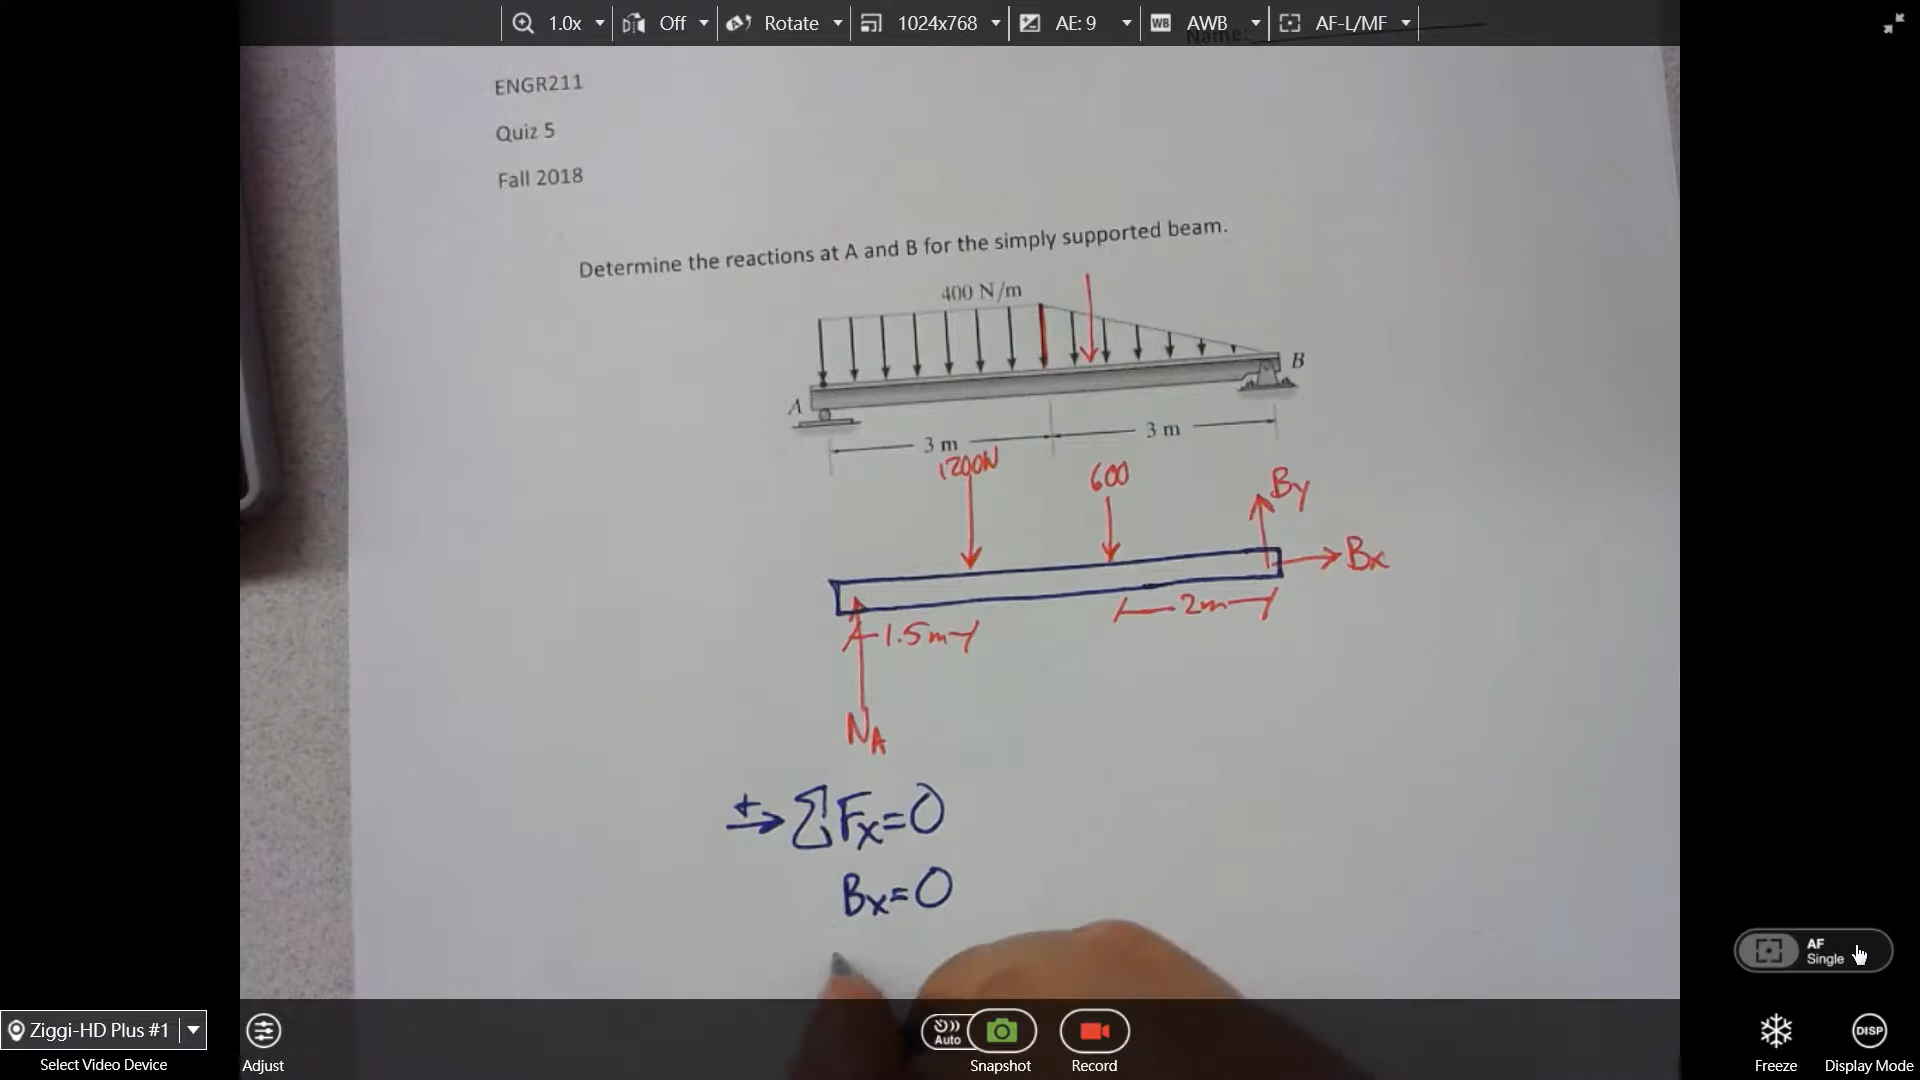 1.0x Off Rotate 1024x768 AE: 9 WB AWB AF-L/MF
Name:
ENGR211
Quiz 5
Fall 2018
Determine the reactions at A and B for the simply supported beam.
400 N/m
B
A
3 m 3 m
1200N 600 By
Bx
1.5m 2m
NA
+ ΣFx=0
Bx=0
AF
Single
Ziggi-HD Plus #1
Select Video Device
Adjust
Auto
Snapshot
Record
Freeze
DISP
Display Mode